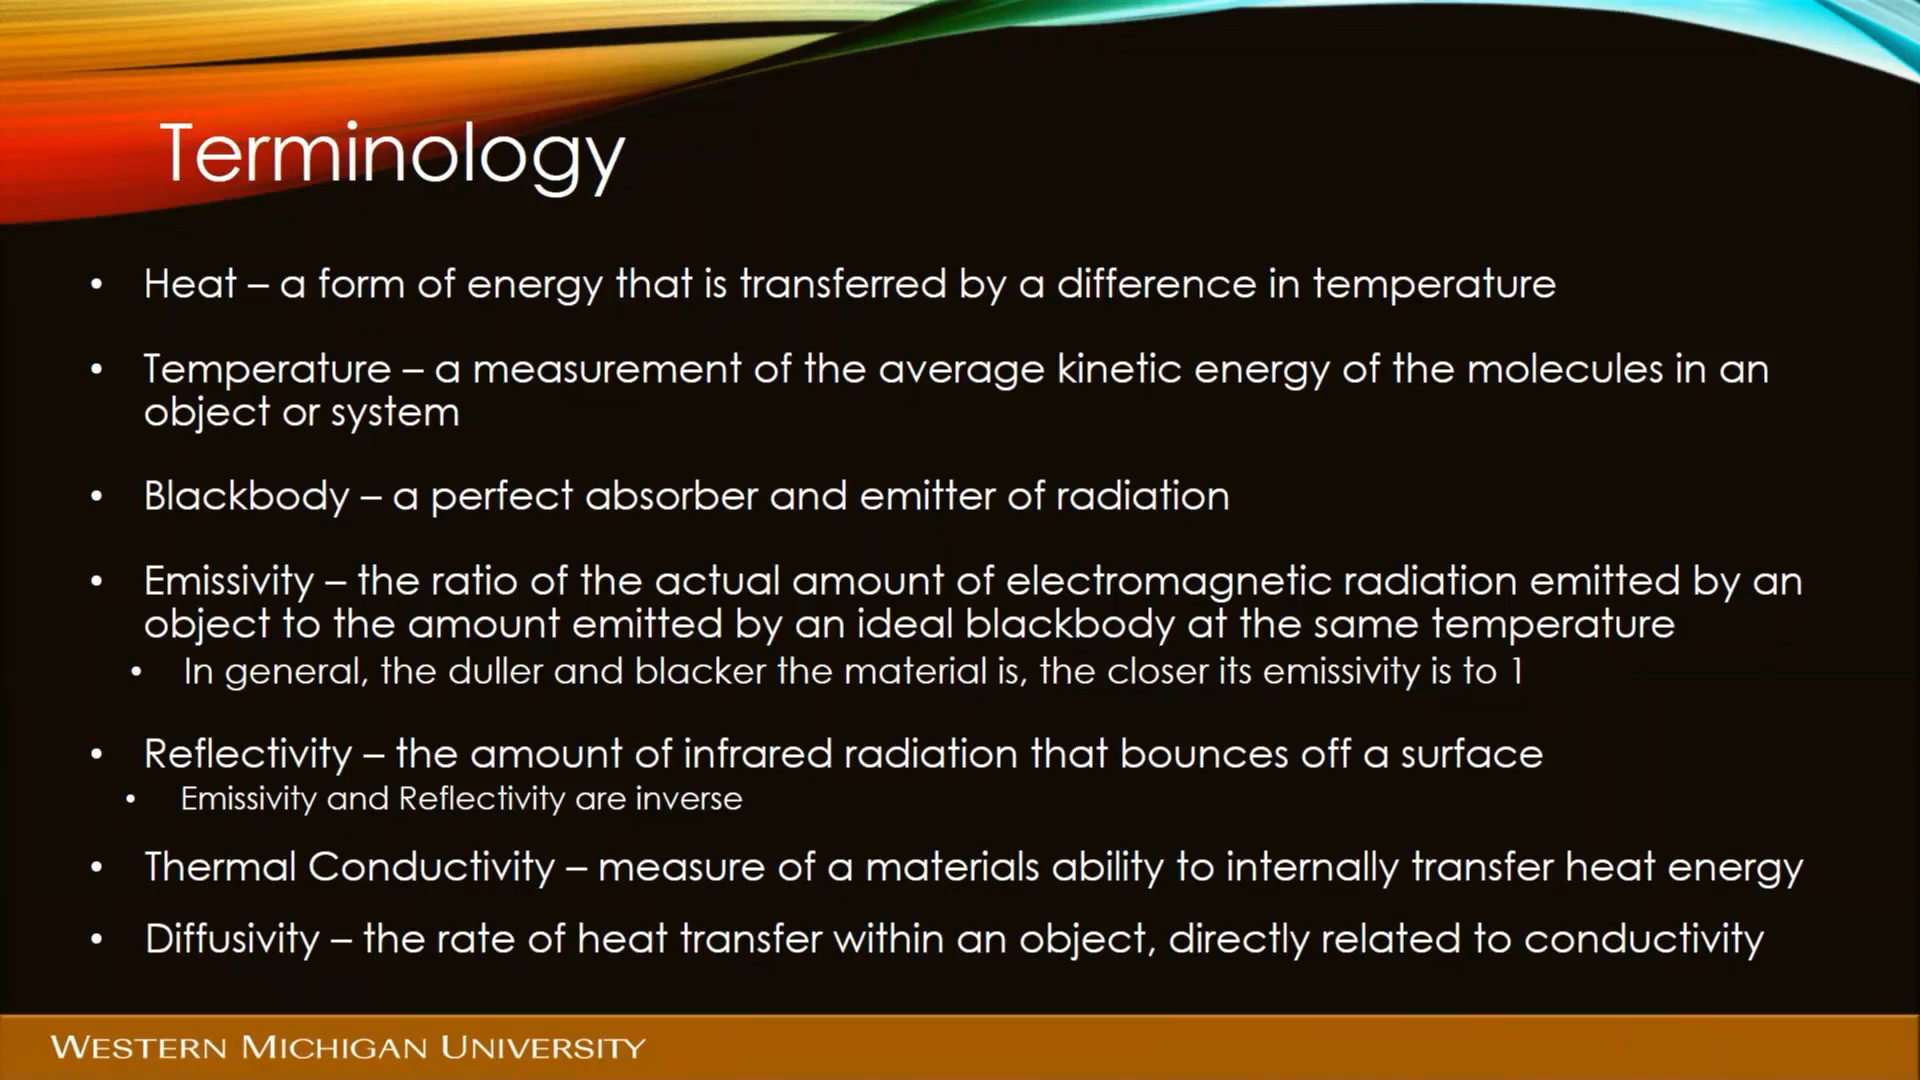 Terminology
• Heat – a form of energy that is transferred by a difference in temperature
• Temperature – a measurement of the average kinetic energy of the molecules in an
object or system
• Blackbody – a perfect absorber and emitter of radiation
• Emissivity – the ratio of the actual amount of electromagnetic radiation emitted by an
object to the amount emitted by an ideal blackbody at the same temperature
• In general, the duller and blacker the material is, the closer its emissivity is to 1
• Reflectivity – the amount of infrared radiation that bounces off a surface
• Emissivity and Reflectivity are inverse
• Thermal Conductivity – measure of a materials ability to internally transfer heat energy
• Diffusivity – the rate of heat transfer within an object, directly related to conductivity
WESTERN MICHIGAN UNIVERSITY